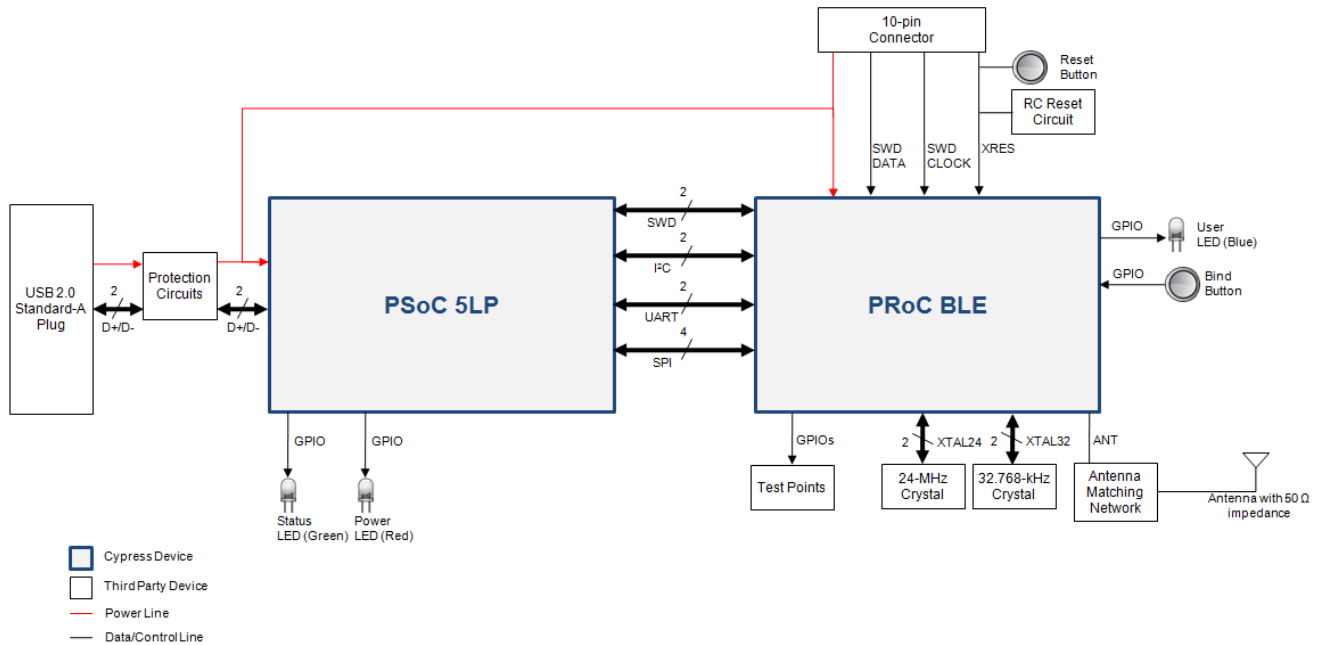 10-pin
Connector
Reset
Button
RC Reset
Circuit
SWD
DATA
SWD
CLOCK
XRES
USB 2.0
Standard-A
Plug
2
D+/D-
Protection
Circuits
2
D+/D-
PSoC 5LP
2
SWD
2
I²C
2
UART
4
SPI
PRoC BLE
GPIO
User
LED (Blue)
GPIO
Bind
Button
GPIO
GPIO
Status
LED (Green)
Power
LED (Red)
GPIOs
Test Points
2
XTAL24
24-MHz
Crystal
2
XTAL32
32.768-kHz
Crystal
ANT
Antenna
Matching
Network
Antenna with 50 Ω
impedance
Cypress Device
Third Party Device
Power Line
Data/Control Line